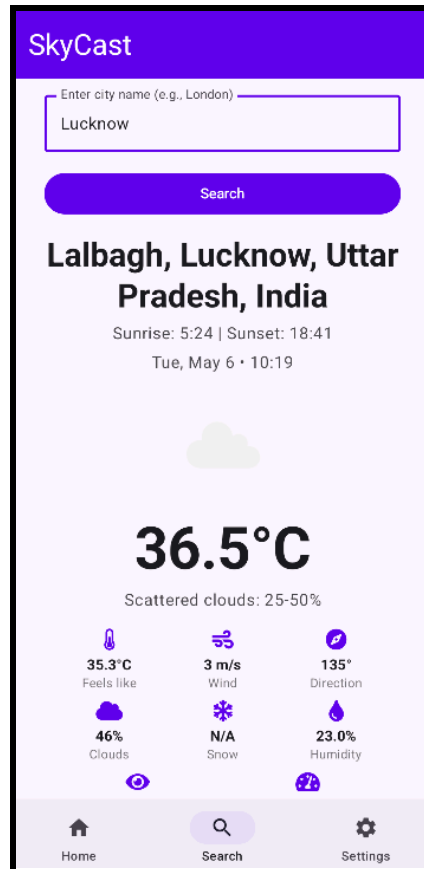 SkyCast
Enter city name (e.g., London)
Lucknow
Search
Lalbagh, Lucknow, Uttar
Pradesh, India
Sunrise: 5:24 | Sunset: 18:41
Tue, May 6 • 10:19
36.5°C
Scattered clouds: 25-50%
35.3°C 3 m/s 135°
Feels like Wind Direction
46% N/A 23.0%
Clouds Snow Humidity
Home Search Settings